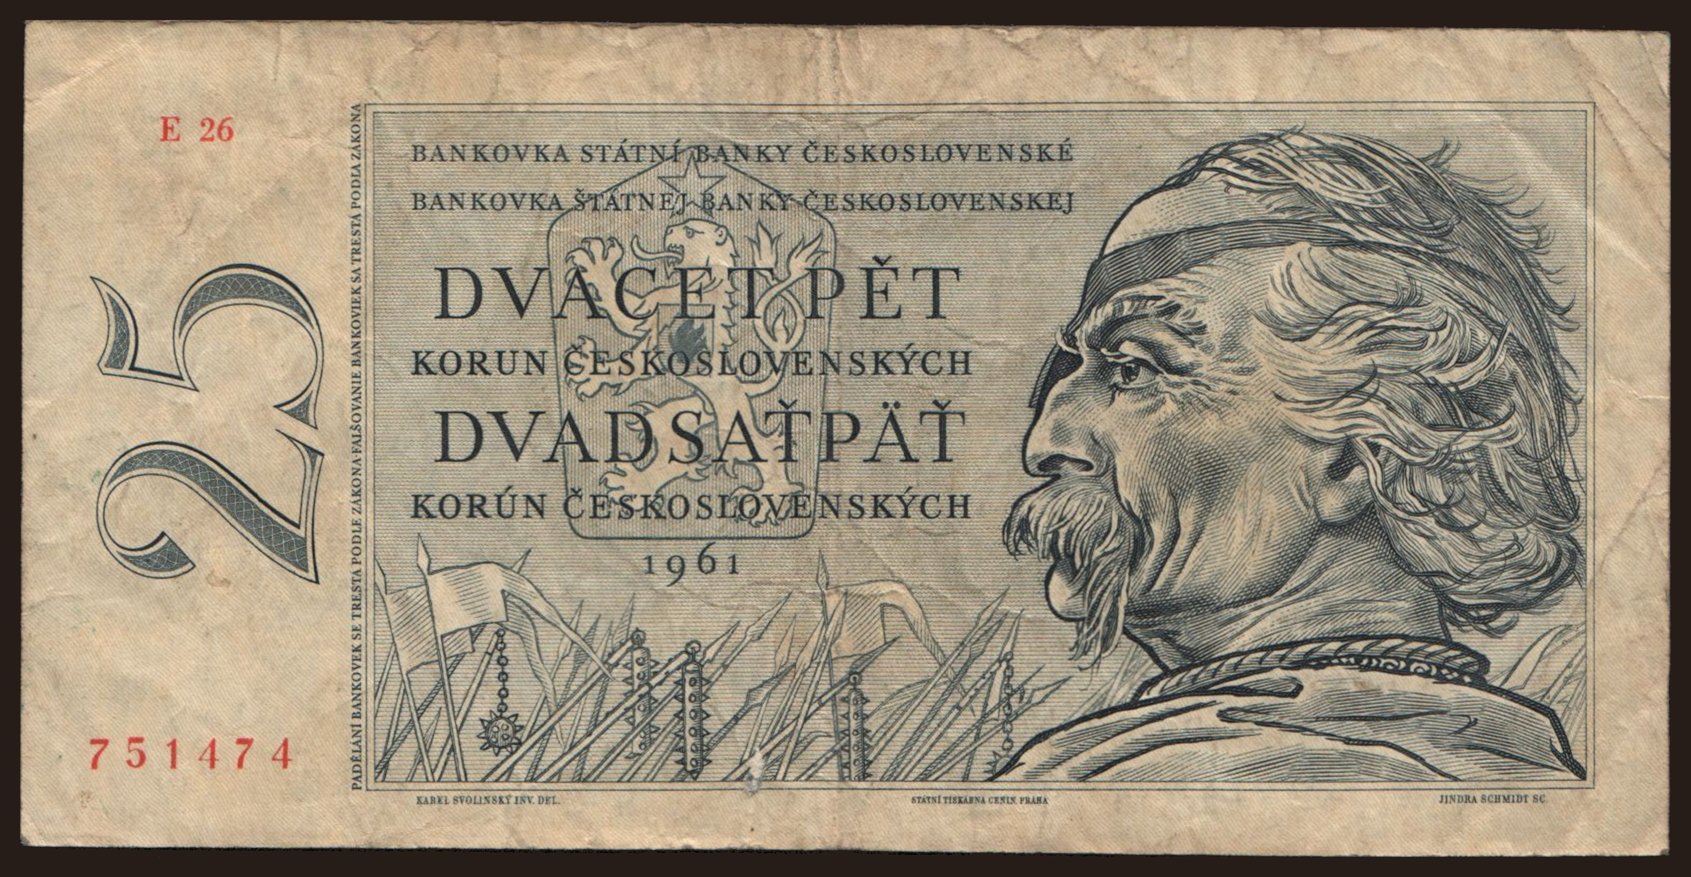 E 26
BANKOVKA STÁTNÍ BANKY ČESKOSLOVENSKÉ
BANKOVKA ŠTÁTNEJ BANKY ČESKOSLOVENSKEJ
DVACET PĚT
KORUN ČESKOSLOVENSKÝCH
DVADSAŤPÄŤ
KORÚN ČESKOSLOVENSKÝCH
1961
25
PADĚLÁNÍ BANKOVEK SE TRESTÁ PODLE ZÁKONA-FALŠOVANIE BANKOVIEK SA TRESTÁ PODĽA ZÁKONA
751474
KAREL SVOLINSKÝ INV. DEL.
STÁTNÍ TISKÁRNA CENIN, PRAHA
JINDRA SCHMIDT SC.